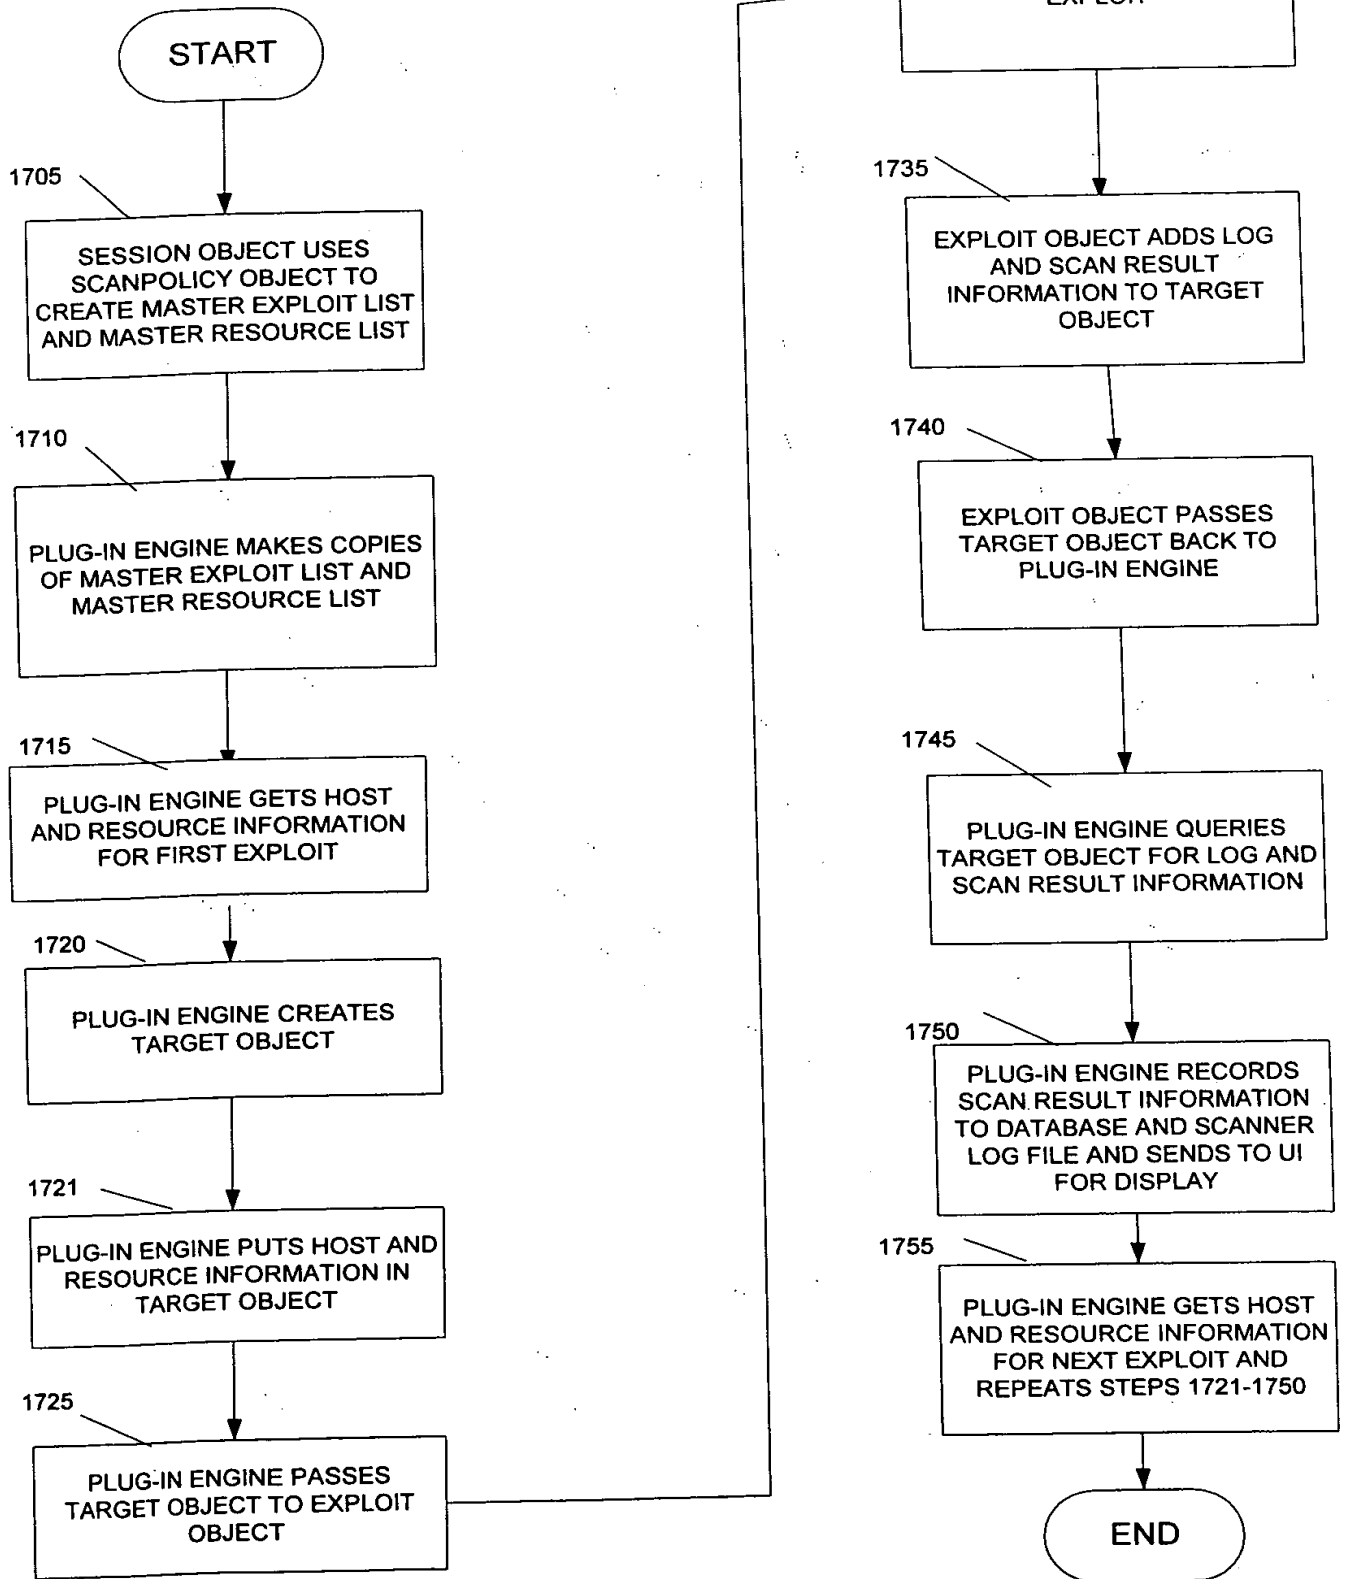 START
1705
SESSION OBJECT USES
SCANPOLICY OBJECT TO
CREATE MASTER EXPLOIT LIST
AND MASTER RESOURCE LIST
1710
PLUG-IN ENGINE MAKES COPIES
OF MASTER EXPLOIT LIST AND
MASTER RESOURCE LIST
1715
PLUG-IN ENGINE GETS HOST
AND RESOURCE INFORMATION
FOR FIRST EXPLOIT
1720
PLUG-IN ENGINE CREATES
TARGET OBJECT
1721
PLUG-IN ENGINE PUTS HOST AND
RESOURCE INFORMATION IN
TARGET OBJECT
1725
PLUG-IN ENGINE PASSES
TARGET OBJECT TO EXPLOIT
OBJECT
1735
EXPLOIT OBJECT ADDS LOG
AND SCAN RESULT
INFORMATION TO TARGET
OBJECT
1740
EXPLOIT OBJECT PASSES
TARGET OBJECT BACK TO
PLUG-IN ENGINE
1745
PLUG-IN ENGINE QUERIES
TARGET OBJECT FOR LOG AND
SCAN RESULT INFORMATION
1750
PLUG-IN ENGINE RECORDS
SCAN RESULT INFORMATION
TO DATABASE AND SCANNER
LOG FILE AND SENDS TO UI
FOR DISPLAY
1755
PLUG-IN ENGINE GETS HOST
AND RESOURCE INFORMATION
FOR NEXT EXPLOIT AND
REPEATS STEPS 1721-1750
END